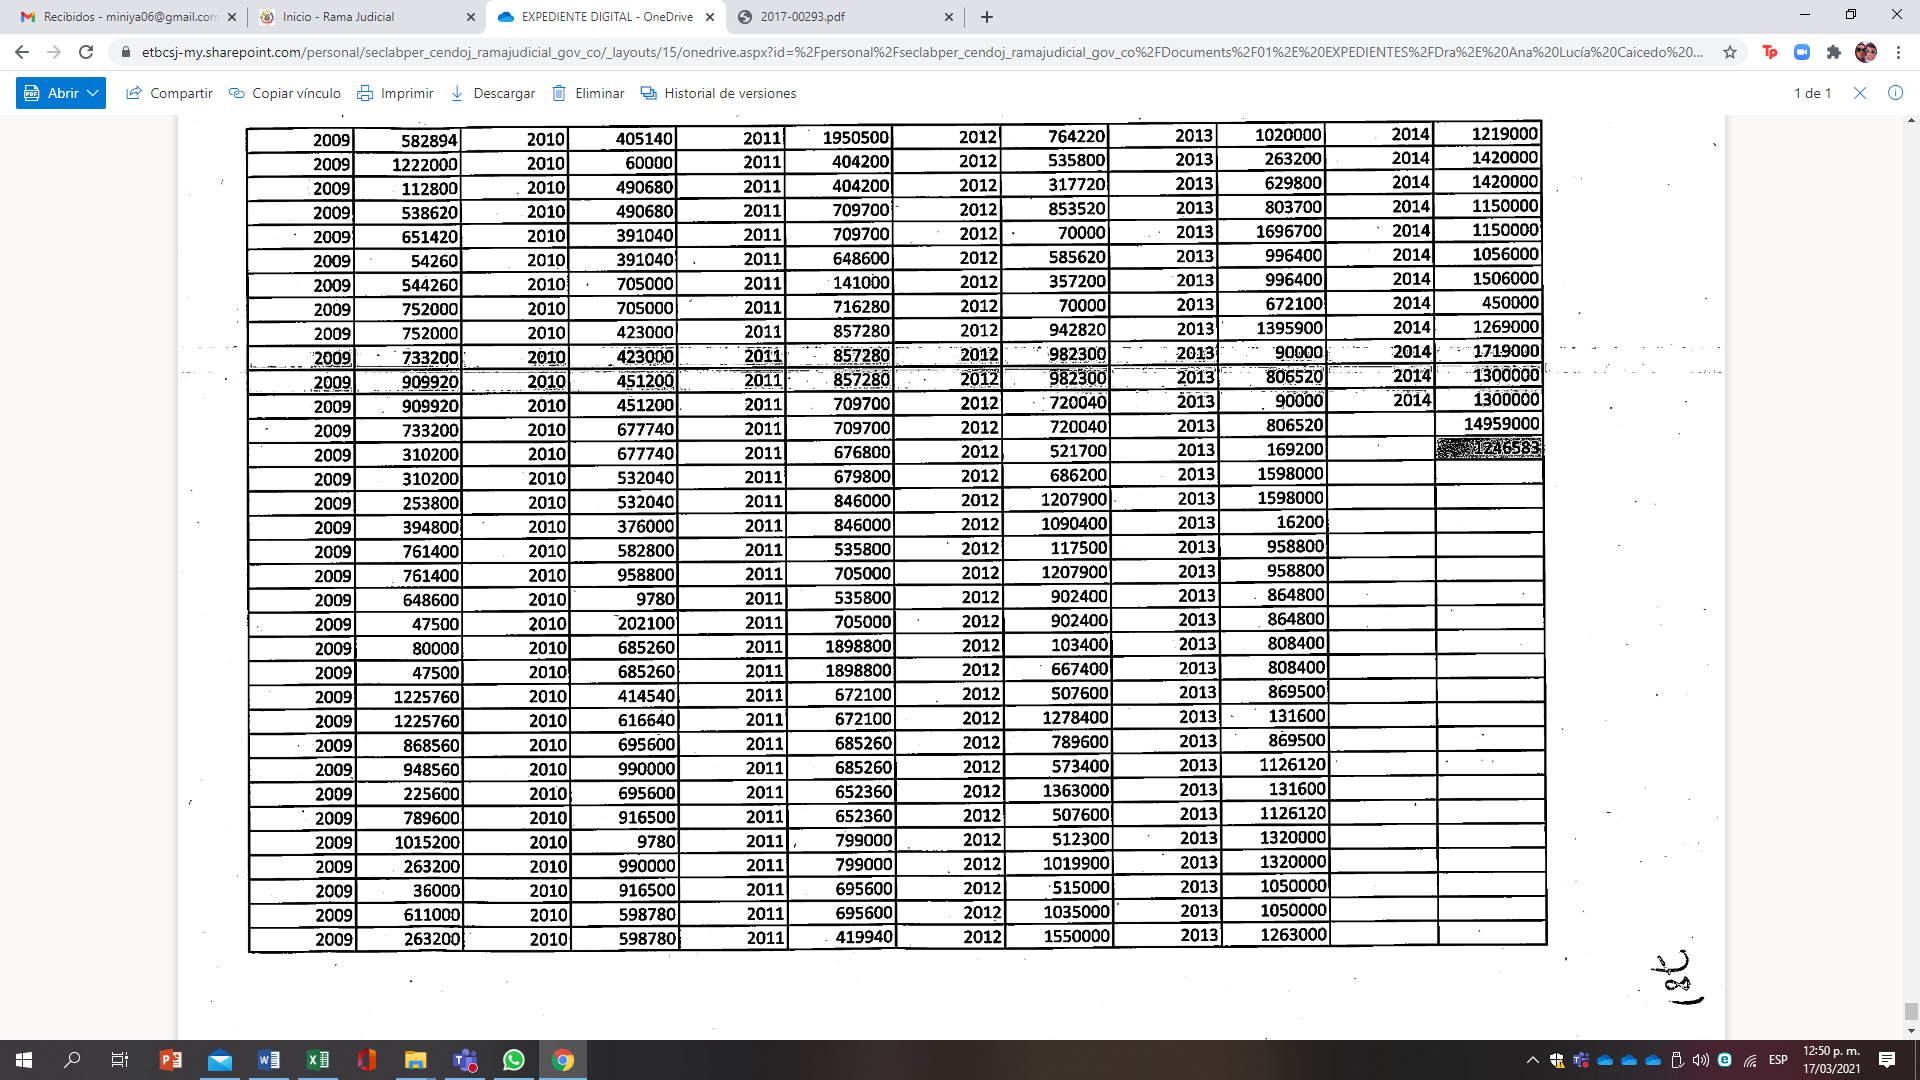 Recibidos - miniya06@gmail.com
Inicio - Rama Judicial
EXPEDIENTE DIGITAL - OneDrive
2017-00293.pdf
etbcsj-my.sharepoint.com/personal/seclabper_cendoj_ramajudicial_gov_co/_layouts/15/onedrive.aspx?id=%2Fpersonal%2Fseclabper_cendoj_ramajudicial_gov_co%2FDocuments%2F01%2E%20EXPEDIENTES%2FDra%2E%20Ana%20Lucía%20Caicedo%20...
Abrir Compartir Copiar vínculo Imprimir Descargar Eliminar Historial de versiones 1 de 1
2009 582894 2010 405140 2011 1950500 2012 764220 2013 1020000 2014 1219000
2009 1222000 2010 60000 2011 404200 2012 535800 2013 263200 2014 1420000
2009 112800 2010 490680 2011 404200 2012 317720 2013 629800 2014 1420000
2009 538620 2010 490680 2011 709700 2012 853520 2013 803700 2014 1150000
2009 651420 2010 391040 2011 709700 2012 70000 2013 1696700 2014 1150000
2009 54260 2010 391040 2011 648600 2012 585620 2013 996400 2014 1056000
2009 544260 2010 705000 2011 141000 2012 357200 2013 996400 2014 1506000
2009 752000 2010 705000 2011 716280 2012 70000 2013 672100 2014 450000
2009 752000 2010 423000 2011 857280 2012 942820 2013 1395900 2014 1269000
2009 733200 2010 423000 2011 857280 2012 982300 2013 90000 2014 1719000
2009 909920 2010 451200 2011 857280 2012 982300 2013 806520 2014 1300000
2009 909920 2010 451200 2011 709700 2012 720040 2013 90000 2014 1300000
2009 733200 2010 677740 2011 709700 2012 720040 2013 806520 14959000
2009 310200 2010 677740 2011 676800 2012 521700 2013 169200 1246583
2009 310200 2010 532040 2011 679800 2012 686200 2013 1598000
2009 253800 2010 532040 2011 846000 2012 1207900 2013 1598000
2009 394800 2010 376000 2011 846000 2012 1090400 2013 16200
2009 761400 2010 582800 2011 535800 2012 117500 2013 958800
2009 761400 2010 958800 2011 705000 2012 1207900 2013 958800
2009 648600 2010 9780 2011 535800 2012 902400 2013 864800
2009 47500 2010 202100 2011 705000 2012 902400 2013 864800
2009 80000 2010 685260 2011 1898800 2012 103400 2013 808400
2009 47500 2010 685260 2011 1898800 2012 667400 2013 808400
2009 1225760 2010 414540 2011 672100 2012 507600 2013 869500
2009 1225760 2010 616640 2011 672100 2012 1278400 2013 131600
2009 868560 2010 695600 2011 685260 2012 789600 2013 869500
2009 948560 2010 990000 2011 685260 2012 573400 2013 1126120
2009 225600 2010 695600 2011 652360 2012 1363000 2013 131600
2009 789600 2010 916500 2011 652360 2012 507600 2013 1126120
2009 1015200 2010 9780 2011 799000 2012 512300 2013 1320000
2009 263200 2010 990000 2011 799000 2012 1019900 2013 1320000
2009 36000 2010 916500 2011 695600 2012 515000 2013 1050000
2009 611000 2010 598780 2011 695600 2012 1035000 2013 1050000
2009 263200 2010 598780 2011 419940 2012 1550000 2013 1263000
ESP
12:50 p. m.
17/03/2021